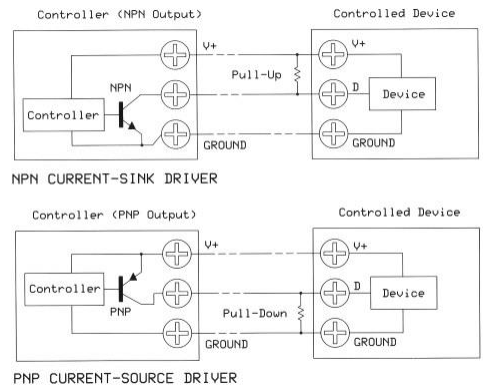 Controller (NPN Output)
Controlled Device
V+
V+
Pull-Up
NPN
D
Controller
Device
GROUND
GROUND
NPN CURRENT-SINK DRIVER
Controller (PNP Output)
Controlled Device
V+
V+
D
Controller
Device
PNP
Pull-Down
GROUND
GROUND
PNP CURRENT-SOURCE DRIVER